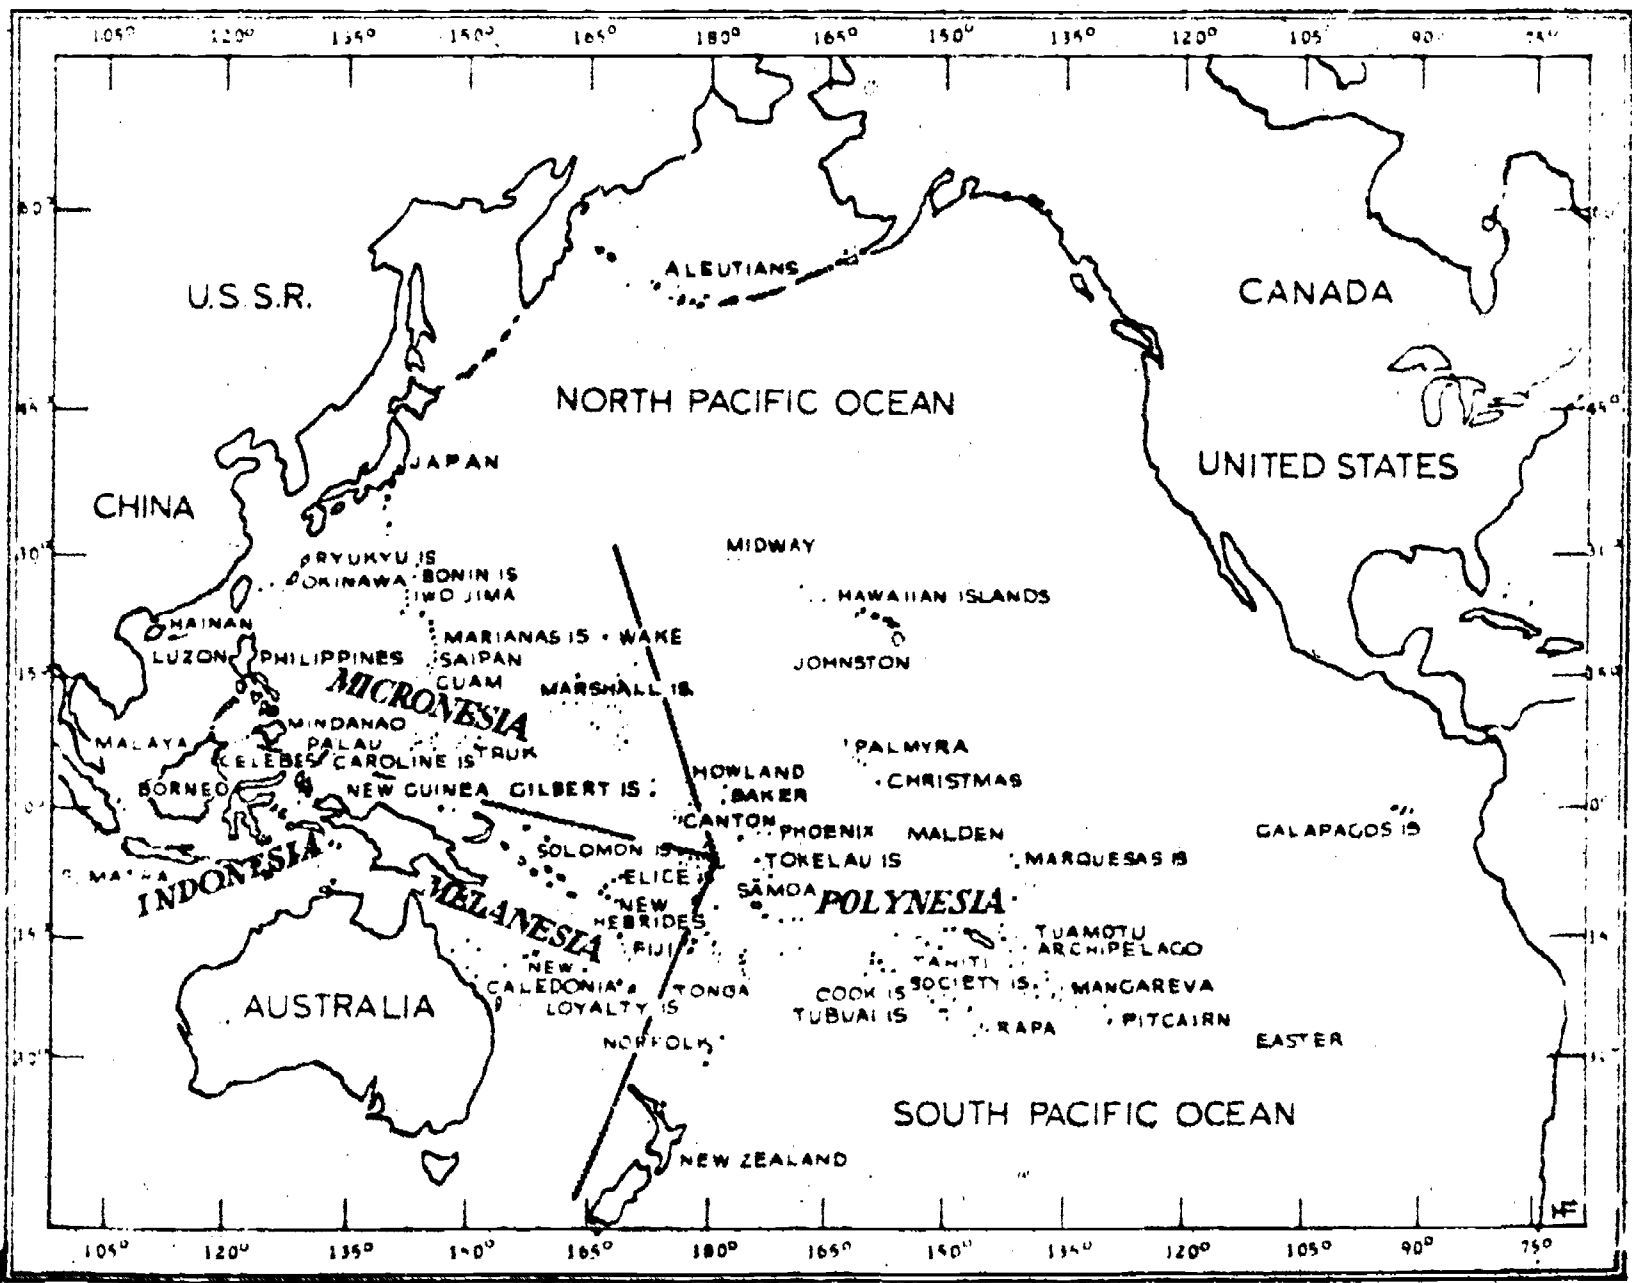 105° 120° 135° 150° 165° 180° 165° 150° 135° 120° 105° 90° 75°
60°
ALEUTIANS
U.S.S.R.
CANADA
NORTH PACIFIC OCEAN
45°
JAPAN
UNITED STATES
CHINA
MIDWAY
RYUKYU IS
OKINAWA
BONIN IS
IWO JIMA
HAWAIIAN ISLANDS
HAINAN
MARIANAS IS
WAKE
LUZON
PHILIPPINES
SAIPAN
JOHNSTON
GUAM
MICRONESIA
MARSHALL IS.
MINDANAO
MALAYA
PALAU
TRUK
PALMYRA
CELEBES
CAROLINE IS
HOWLAND
CHRISTMAS
BORNEO
NEW GUINEA
GILBERT IS
BAKER
0°
CANTON
PHOENIX
MALDEN
GALAPAGOS IS
SOLOMON IS
TOKELAU IS
MARQUESAS IS
INDONESIA
ELICE IS
SAMOA
POLYNESIA
MELANESIA
NEW
HEBRIDES
FIJI
TUAMOTU
ARCHIPELAGO
TAHITI
NEW
CALEDONIA
TONGA
COOK IS
SOCIETY IS.
MANGAREVA
AUSTRALIA
LOYALTY IS
TUBUAI IS
RAPA
PITCAIRN
NORFOLK
EASTER
SOUTH PACIFIC OCEAN
NEW ZEALAND
105° 120° 135° 150° 165° 180° 165° 150° 135° 120° 105° 90° 75°